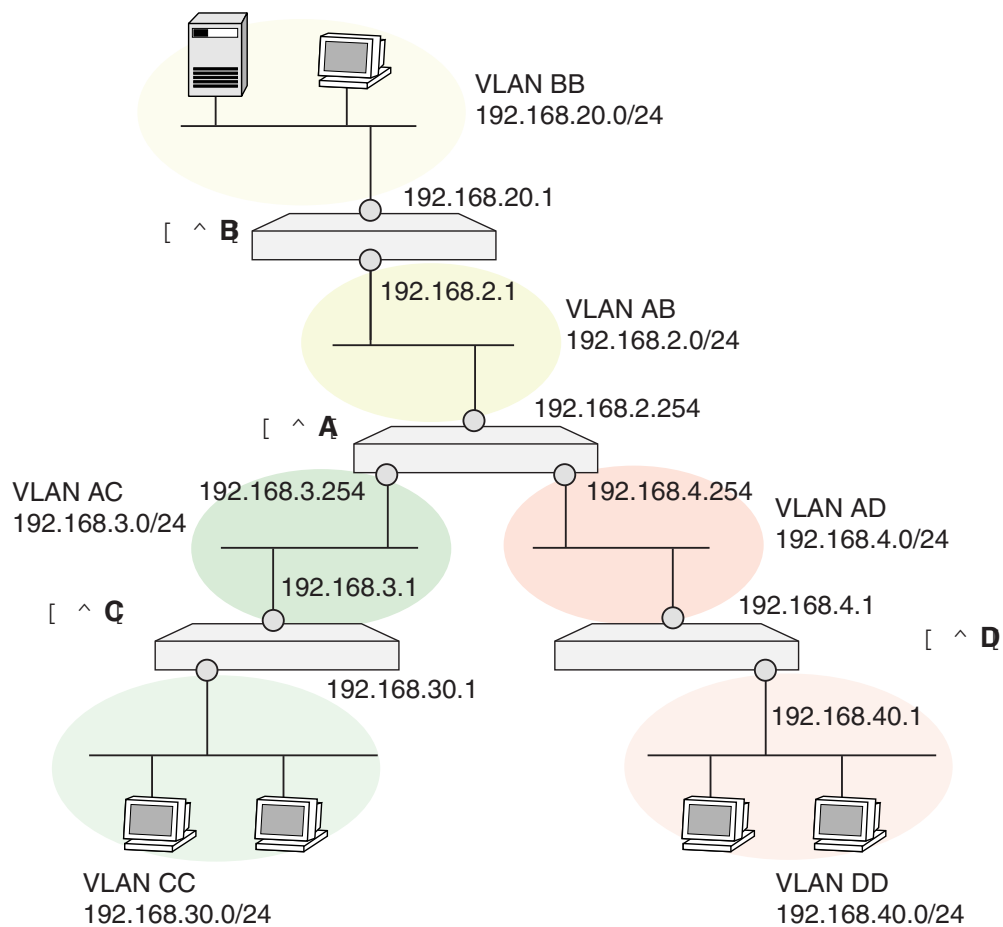 VLAN BB
192.168.20.0/24
192.168.20.1
B
192.168.2.1
VLAN AB
192.168.2.0/24
192.168.2.254
A
VLAN AC
192.168.3.0/24
192.168.3.254
192.168.4.254
VLAN AD
192.168.4.0/24
192.168.3.1
C
192.168.4.1
D
192.168.30.1
192.168.40.1
VLAN CC
192.168.30.0/24
VLAN DD
192.168.40.0/24